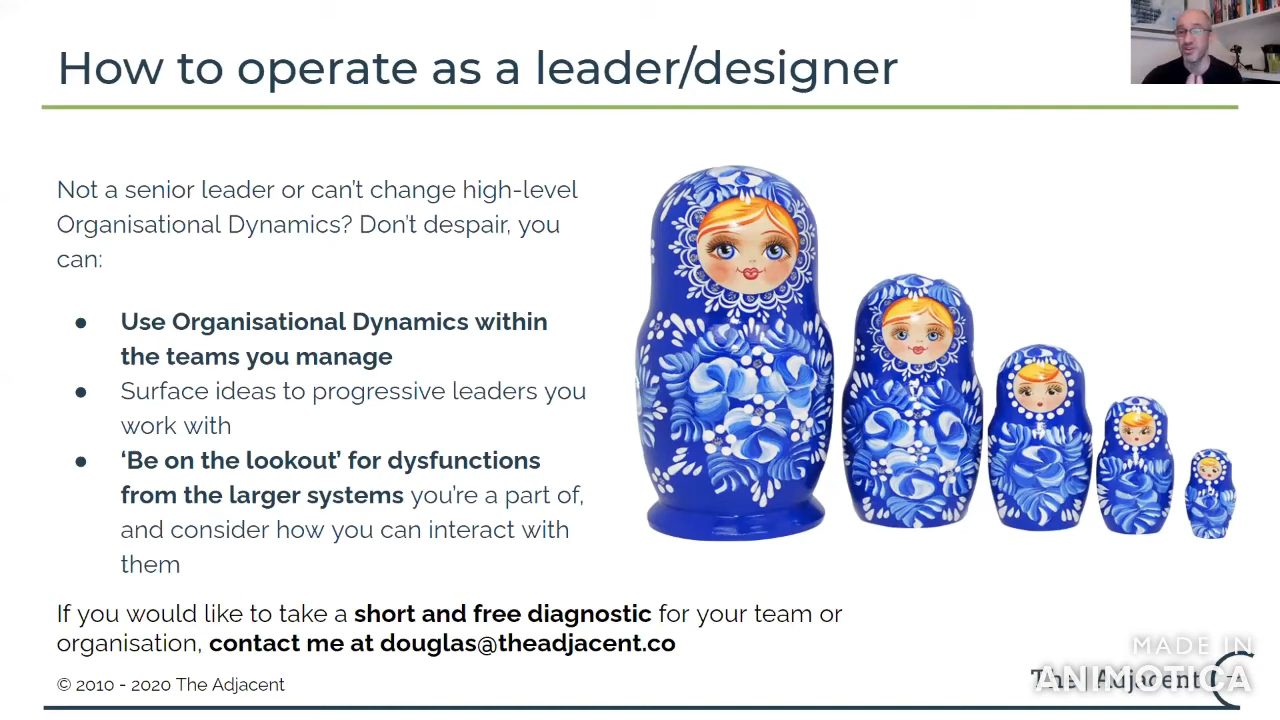 How to operate as a leader/designer
Not a senior leader or can't change high-level
Organisational Dynamics? Don't despair, you
can:
● Use Organisational Dynamics within
the teams you manage
● Surface ideas to progressive leaders you
work with
● ‘Be on the lookout’ for dysfunctions
from the larger systems you're a part of,
and consider how you can interact with
them
If you would like to take a short and free diagnostic for your team or
organisation, contact me at douglas@theadjacent.co
© 2010 - 2020 The Adjacent
MADE IN
ANIMOTICA
The Adjacent